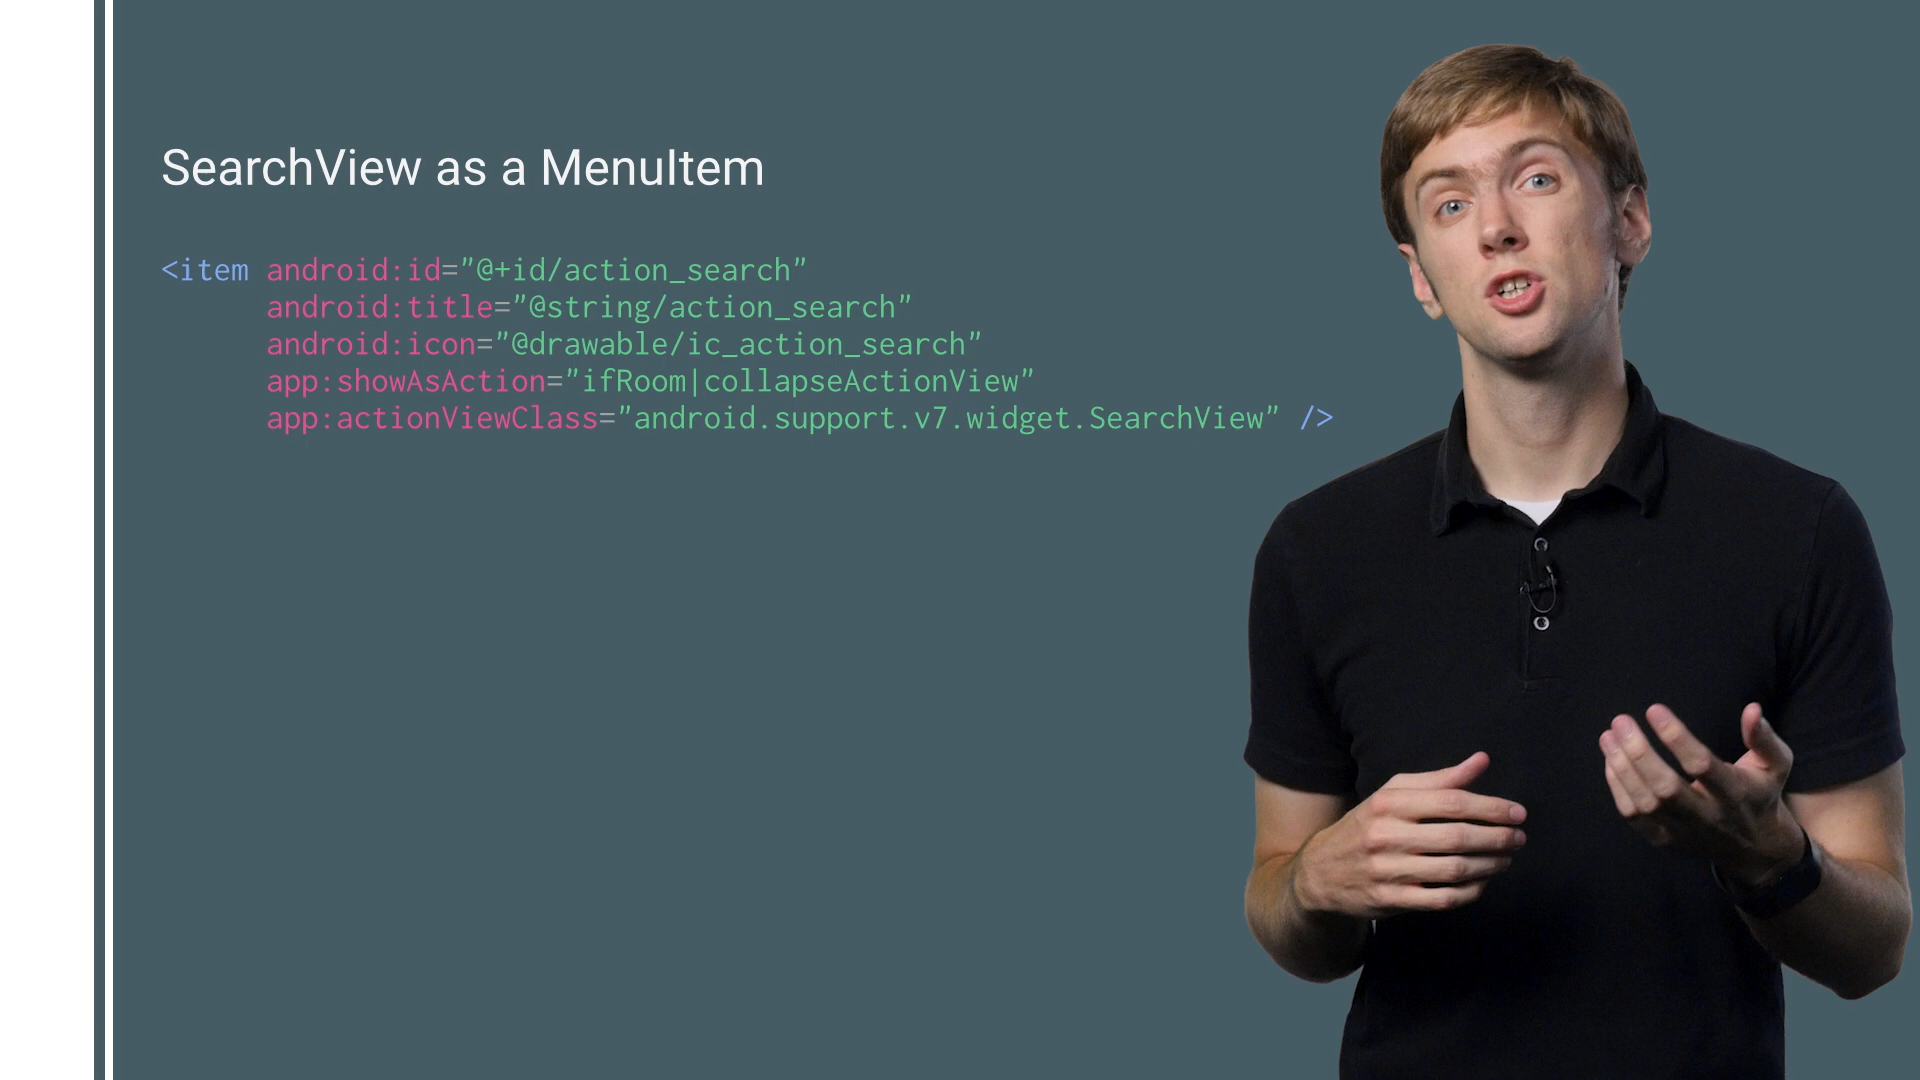 SearchView as a MenuItem
<item android:id="@+id/action_search"
android:title="@string/action_search"
android:icon="@drawable/ic_action_search"
app:showAsAction="ifRoom|collapseActionView"
app:actionViewClass="android.support.v7.widget.SearchView" />